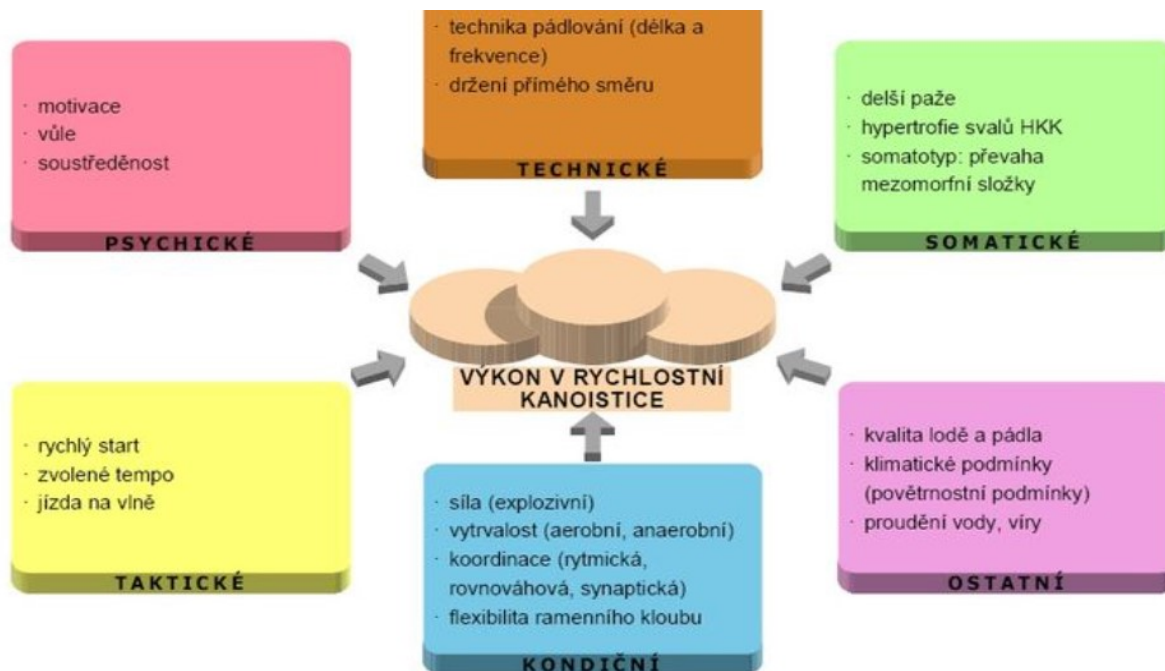 · technika pádlování (délka a
frekvence)
· držení přímého směru
TECHNICKÉ
· motivace
· vůle
· soustředěnost
PSYCHICKÉ
· delší paže
· hypertrofie svalů HKK
· somatotyp: převaha
mezomorfní složky
SOMATICKÉ
VÝKON V RYCHLOSTNÍ
KANOISTICE
· rychlý start
· zvolené tempo
· jízda na vlně
TAKTICKÉ
· síla (explozivní)
· vytrvalost (aerobní, anaerobní)
· koordinace (rytmická,
rovnováhová, synaptická)
· flexibilita ramenního kloubu
KONDIČNÍ
· kvalita lodě a pádla
· klimatické podmínky
(povětrnostní podmínky)
· proudění vody, víry
OSTATNÍ